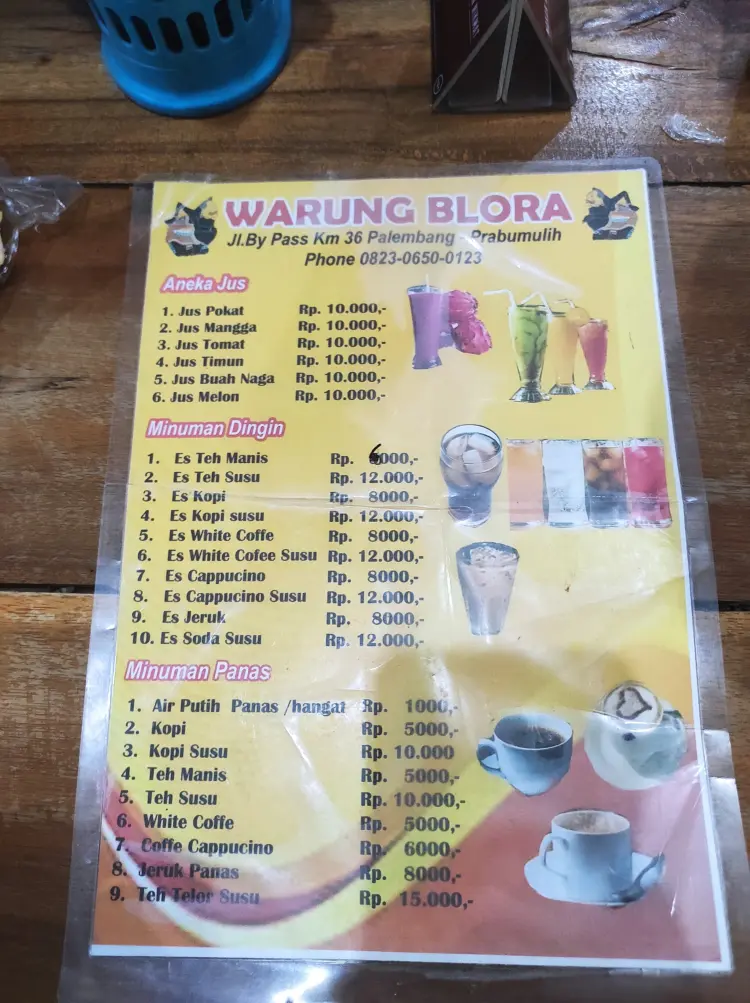 WARUNG BLORA
Jl.By Pass Km 36 Palembang - Prabumulih
Phone 0823-0650-0123
Aneka Jus
1. Jus Pokat Rp. 10.000,-
2. Jus Mangga Rp. 10.000,-
3. Jus Tomat Rp. 10.000,-
4. Jus Timun Rp. 10.000,-
5. Jus Buah Naga Rp. 10.000,-
6. Jus Melon Rp. 10.000,-
Minuman Dingin
1. Es Teh Manis Rp. 6000,-
2. Es Teh Susu Rp. 12.000,-
3. Es Kopi Rp. 8000,-
4. Es Kopi susu Rp. 12.000,-
5. Es White Coffe Rp. 8000,-
6. Es White Cofee Susu Rp. 12.000,-
7. Es Cappucino Rp. 8000,-
8. Es Cappucino Susu Rp. 12.000,-
9. Es Jeruk Rp. 8000,-
10. Es Soda Susu Rp. 12.000,-
Minuman Panas
1. Air Putih Panas /hangat Rp. 1000,-
2. Kopi Rp. 5000,-
3. Kopi Susu Rp. 10.000
4. Teh Manis Rp. 5000,-
5. Teh Susu Rp. 10.000,-
6. White Coffe Rp. 5000,-
7. Coffe Cappucino Rp. 6000,-
8. Jeruk Panas Rp. 8000,-
9. Teh Telor Susu Rp. 15.000,-